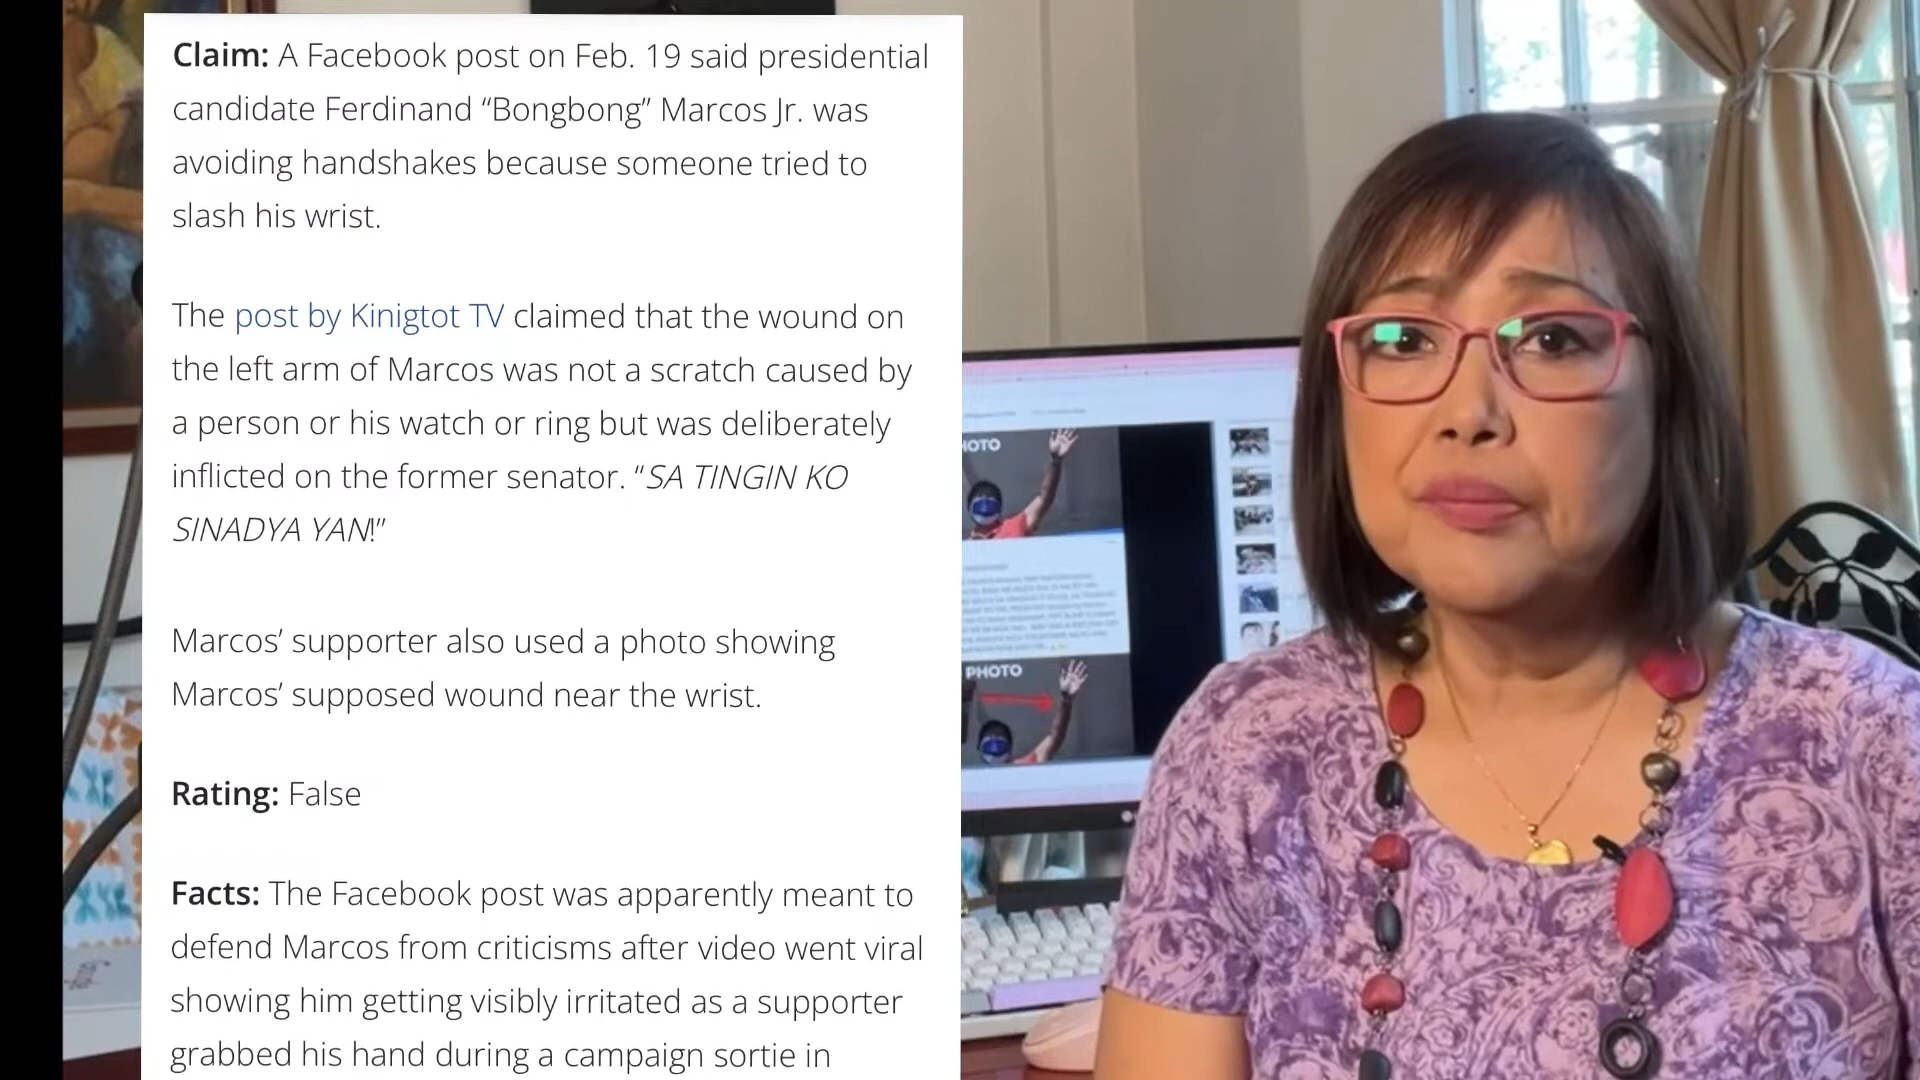 Claim: A Facebook post on Feb. 19 said presidential
candidate Ferdinand “Bongbong” Marcos Jr. was
avoiding handshakes because someone tried to
slash his wrist.
The post by Kinigtot TV claimed that the wound on
the left arm of Marcos was not a scratch caused by
a person or his watch or ring but was deliberately
inflicted on the former senator. “SA TINGIN KO
SINADYA YAN!”
Marcos’ supporter also used a photo showing
Marcos’ supposed wound near the wrist.
Rating: False
Facts: The Facebook post was apparently meant to
defend Marcos from criticisms after video went viral
showing him getting visibly irritated as a supporter
grabbed his hand during a campaign sortie in
PHOTO